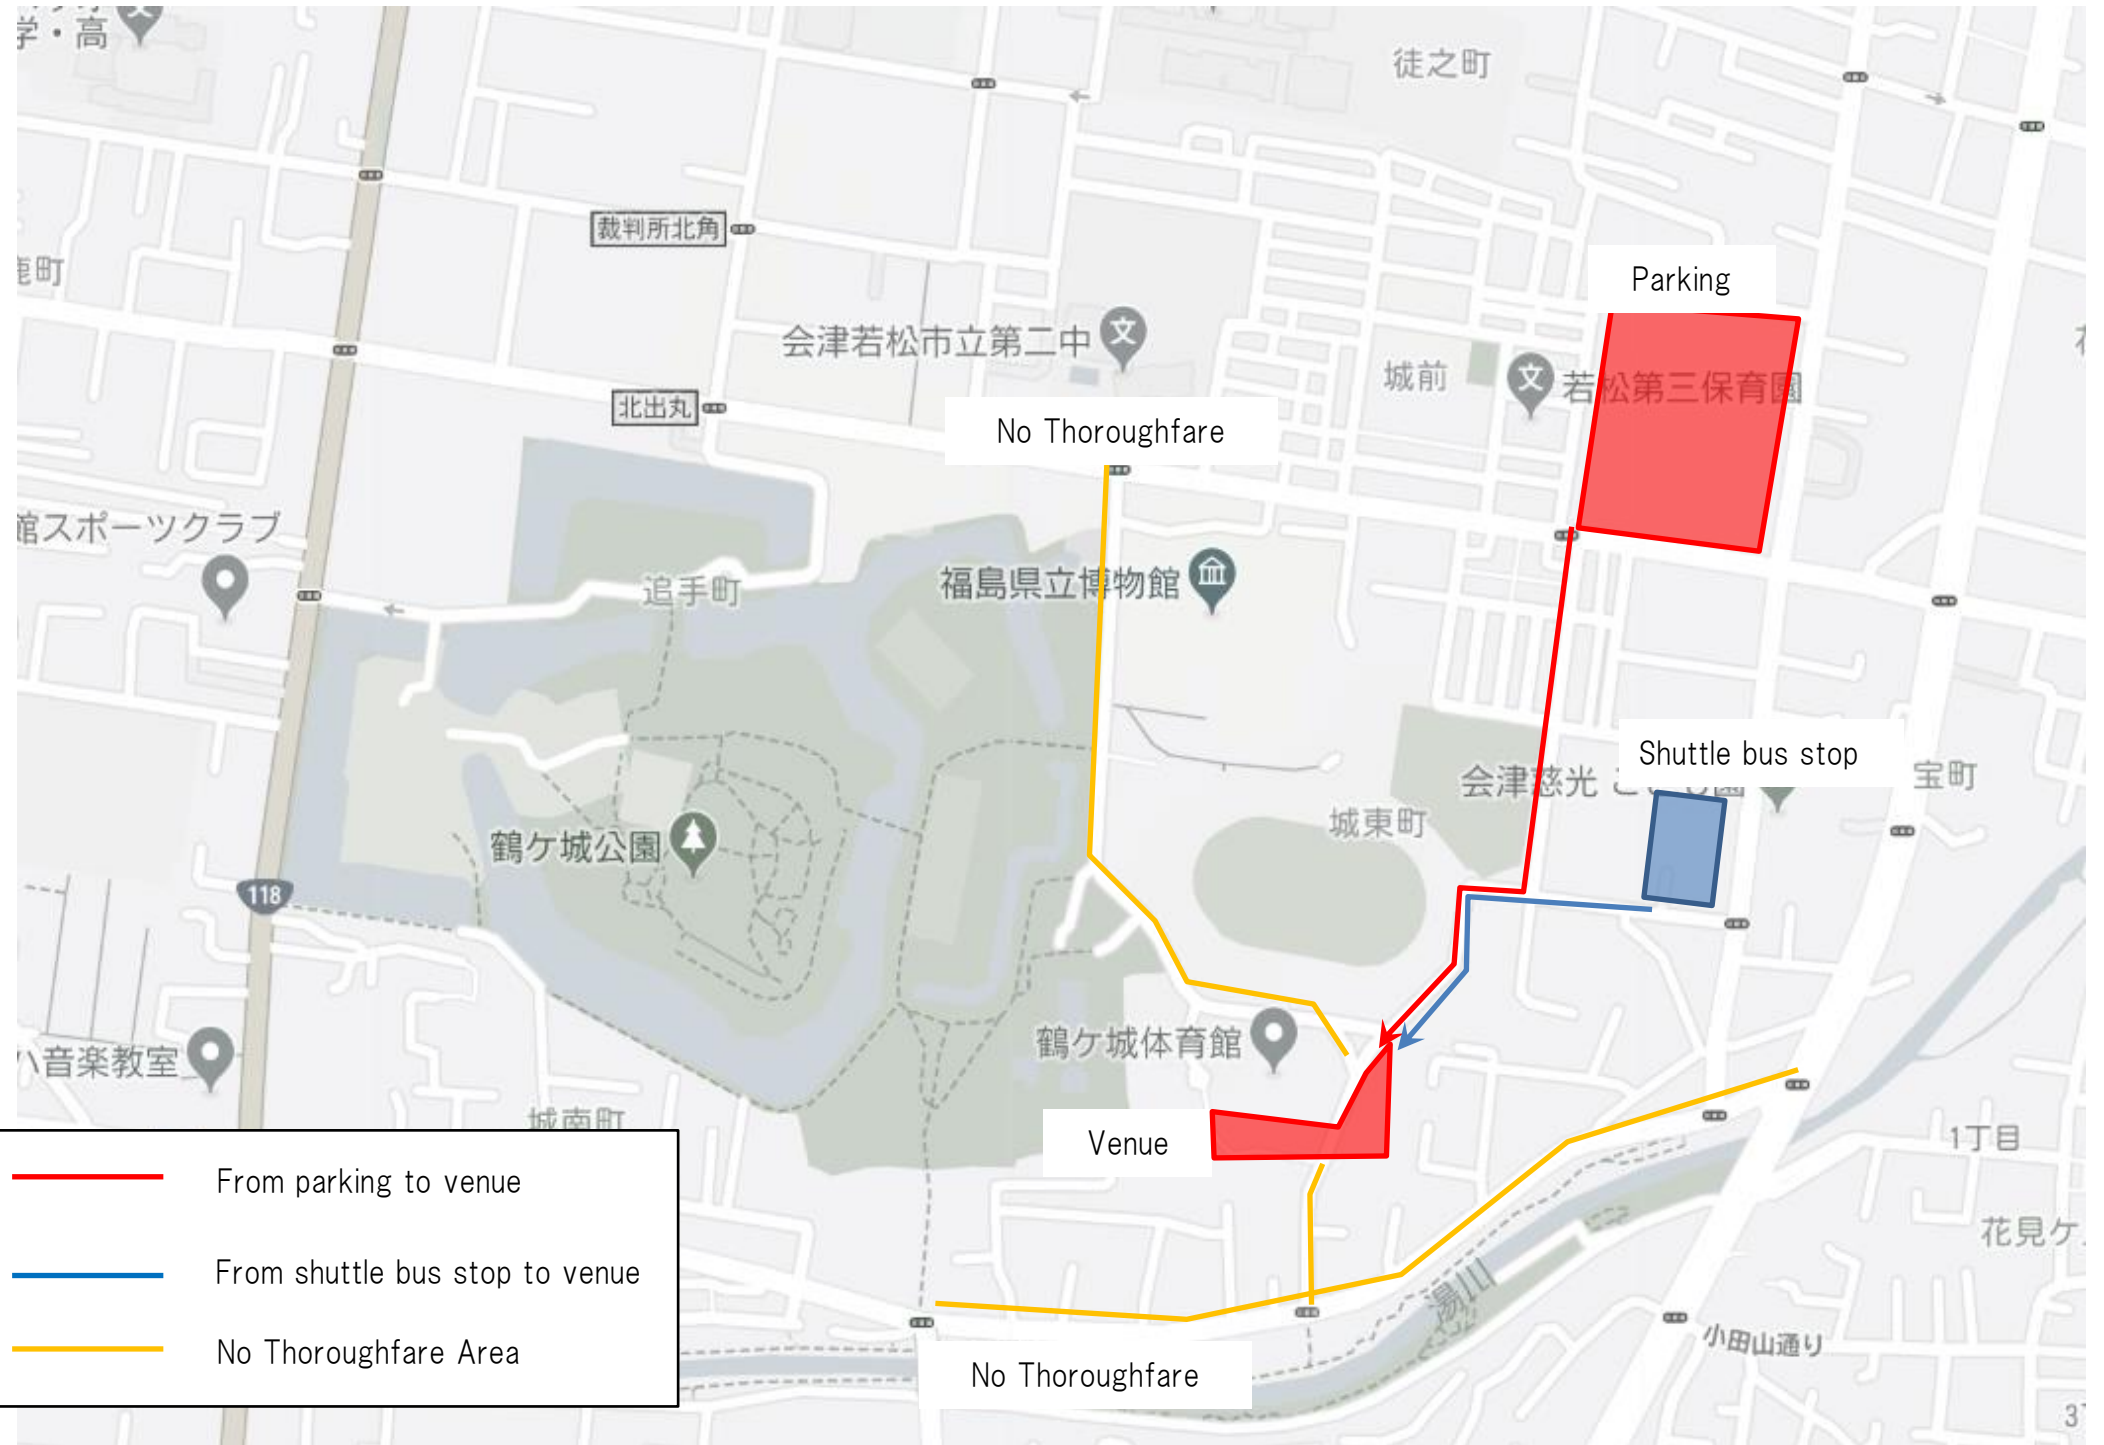 学・高
徒之町
裁判所北角
鹿町
Parking
会津若松市立第二中
城前
若松第三保育園
北出丸
No Thoroughfare
館スポーツクラブ
追手町
福島県立博物館
Shuttle bus stop
会津慈光 こ
園
宝町
城東町
鶴ケ城公園
118
鶴ケ城体育館
ハ音楽教室
城南町
Venue
1丁目
From parking to venue
花見ケ
From shuttle bus stop to venue
湯川
小田山通り
No Thoroughfare Area
No Thoroughfare